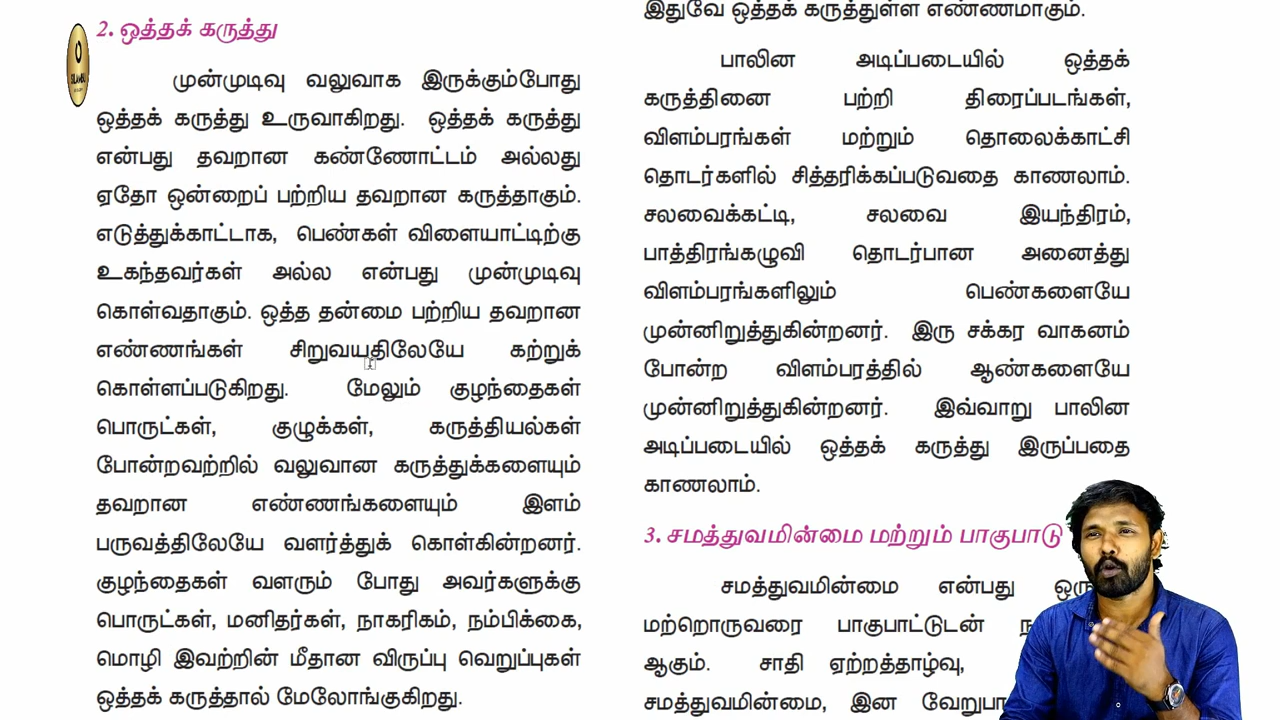 2. ஒத்தக் கருத்து
முன்முடிவு வலுவாக இருக்கும்போது
ஒத்தக் கருத்து உருவாகிறது. ஒத்தக் கருத்து
என்பது தவறான கண்ணோட்டம் அல்லது
ஏதோ ஒன்றைப் பற்றிய தவறான கருத்தாகும்.
எடுத்துக்காட்டாக, பெண்கள் விளையாட்டிற்கு
உகந்தவர்கள் அல்ல என்பது முன்முடிவு
கொள்வதாகும். ஒத்த தன்மை பற்றிய தவறான
எண்ணங்கள் சிறுவயதிலேயே கற்றுக்
கொள்ளப்படுகிறது. மேலும் குழந்தைகள்
பொருட்கள், குழுக்கள், கருத்தியல்கள்
போன்றவற்றில் வலுவான கருத்துக்களையும்
தவறான எண்ணங்களையும் இளம்
பருவத்திலேயே வளர்த்துக் கொள்கின்றனர்.
குழந்தைகள் வளரும் போது அவர்களுக்கு
பொருட்கள், மனிதர்கள், நாகரிகம், நம்பிக்கை,
மொழி இவற்றின் மீதான விருப்பு வெறுப்புகள்
ஒத்தக் கருத்தால் மேலோங்குகிறது.
இதுவே ஒத்தக் கருத்துள்ள எண்ணமாகும்.
பாலின அடிப்படையில் ஒத்தக்
கருத்தினை பற்றி திரைப்படங்கள்,
விளம்பரங்கள் மற்றும் தொலைக்காட்சி
தொடர்களில் சித்தரிக்கப்படுவதை காணலாம்.
சலவைக்கட்டி, சலவை இயந்திரம்,
பாத்திரங்கழுவி தொடர்பான அனைத்து
விளம்பரங்களிலும் பெண்களையே
முன்னிறுத்துகின்றனர். இரு சக்கர வாகனம்
போன்ற விளம்பரத்தில் ஆண்களையே
முன்னிறுத்துகின்றனர். இவ்வாறு பாலின
அடிப்படையில் ஒத்தக் கருத்து இருப்பதை
காணலாம்.
3. சமத்துவமின்மை மற்றும் பாகுபாடு
சமத்துவமின்மை என்பது
மற்றொருவரை பாகுபாட்டுடன்
ஆகும். சாதி ஏற்றத்தாழ்வு,
சமத்துவமின்மை, இன